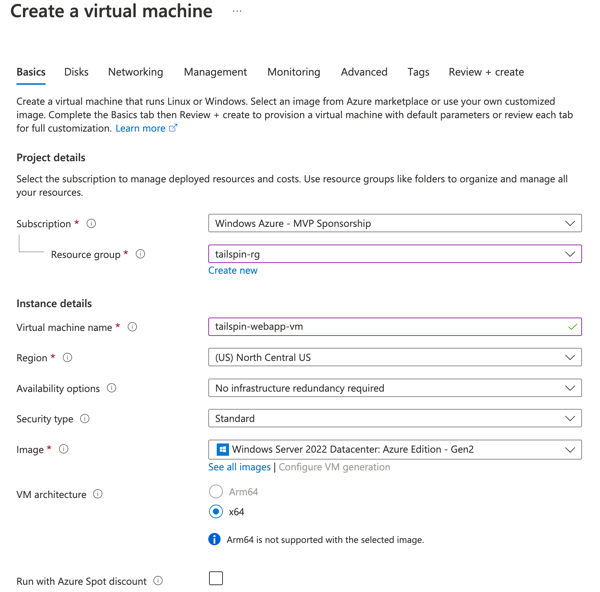 Create a virtual machine ...
Basics Disks Networking Management Monitoring Advanced Tags Review + create
Create a virtual machine that runs Linux or Windows. Select an image from Azure marketplace or use your own customized
image. Complete the Basics tab then Review + create to provision a virtual machine with default parameters or review each tab
for full customization. Learn more
Project details
Select the subscription to manage deployed resources and costs. Use resource groups like folders to organize and manage all
your resources.
Subscription * Windows Azure - MVP Sponsorship
Resource group * tailspin-rg
Create new
Instance details
Virtual machine name * tailspin-webapp-vm
Region * (US) North Central US
Availability options No infrastructure redundancy required
Security type Standard
Image * Windows Server 2022 Datacenter: Azure Edition - Gen2
See all images | Configure VM generation
VM architecture Arm64
x64
Arm64 is not supported with the selected image.
Run with Azure Spot discount